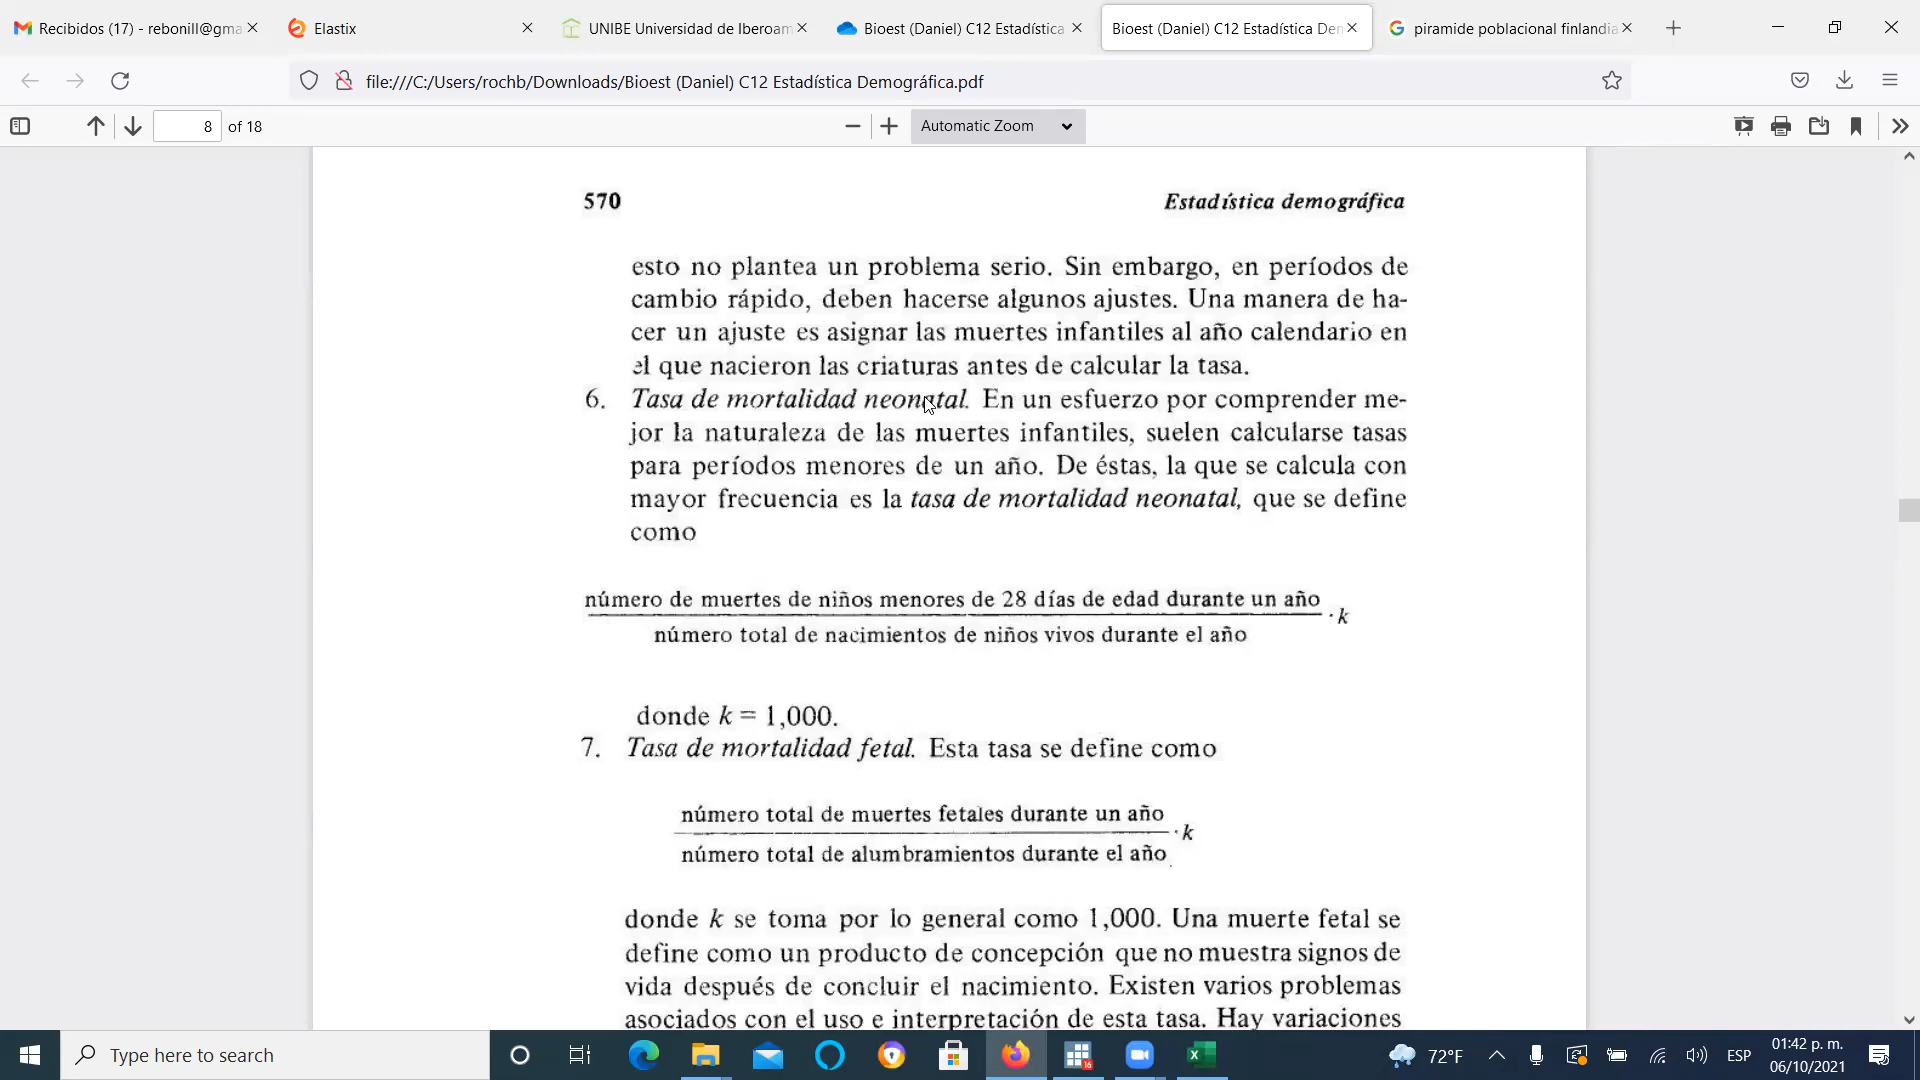 Recibidos (17) - rebonill@gma
Elastix
UNIBE Universidad de Iberoam
Bioest (Daniel) C12 Estadística
Bioest (Daniel) C12 Estadística Den
piramide poblacional finlandia
file:///C:/Users/rochb/Downloads/Bioest (Daniel) C12 Estadística Demográfica.pdf
8 of 18
Automatic Zoom
570 Estadística demográfica
esto no plantea un problema serio. Sin embargo, en períodos de
cambio rápido, deben hacerse algunos ajustes. Una manera de ha-
cer un ajuste es asignar las muertes infantiles al año calendario en
el que nacieron las criaturas antes de calcular la tasa.
6. Tasa de mortalidad neonatal. En un esfuerzo por comprender me-
jor la naturaleza de las muertes infantiles, suelen calcularse tasas
para períodos menores de un año. De éstas, la que se calcula con
mayor frecuencia es la tasa de mortalidad neonatal, que se define
como
número de muertes de niños menores de 28 días de edad durante un año
· k
número total de nacimientos de niños vivos durante el año
donde k = 1,000.
7. Tasa de mortalidad fetal. Esta tasa se define como
número total de muertes fetales durante un año
· k
número total de alumbramientos durante el año
donde k se toma por lo general como 1,000. Una muerte fetal se
define como un producto de concepción que no muestra signos de
vida después de concluir el nacimiento. Existen varios problemas
asociados con el uso e interpretación de esta tasa. Hay variaciones
Type here to search
16
72°F
ESP
01:42 p. m.
06/10/2021